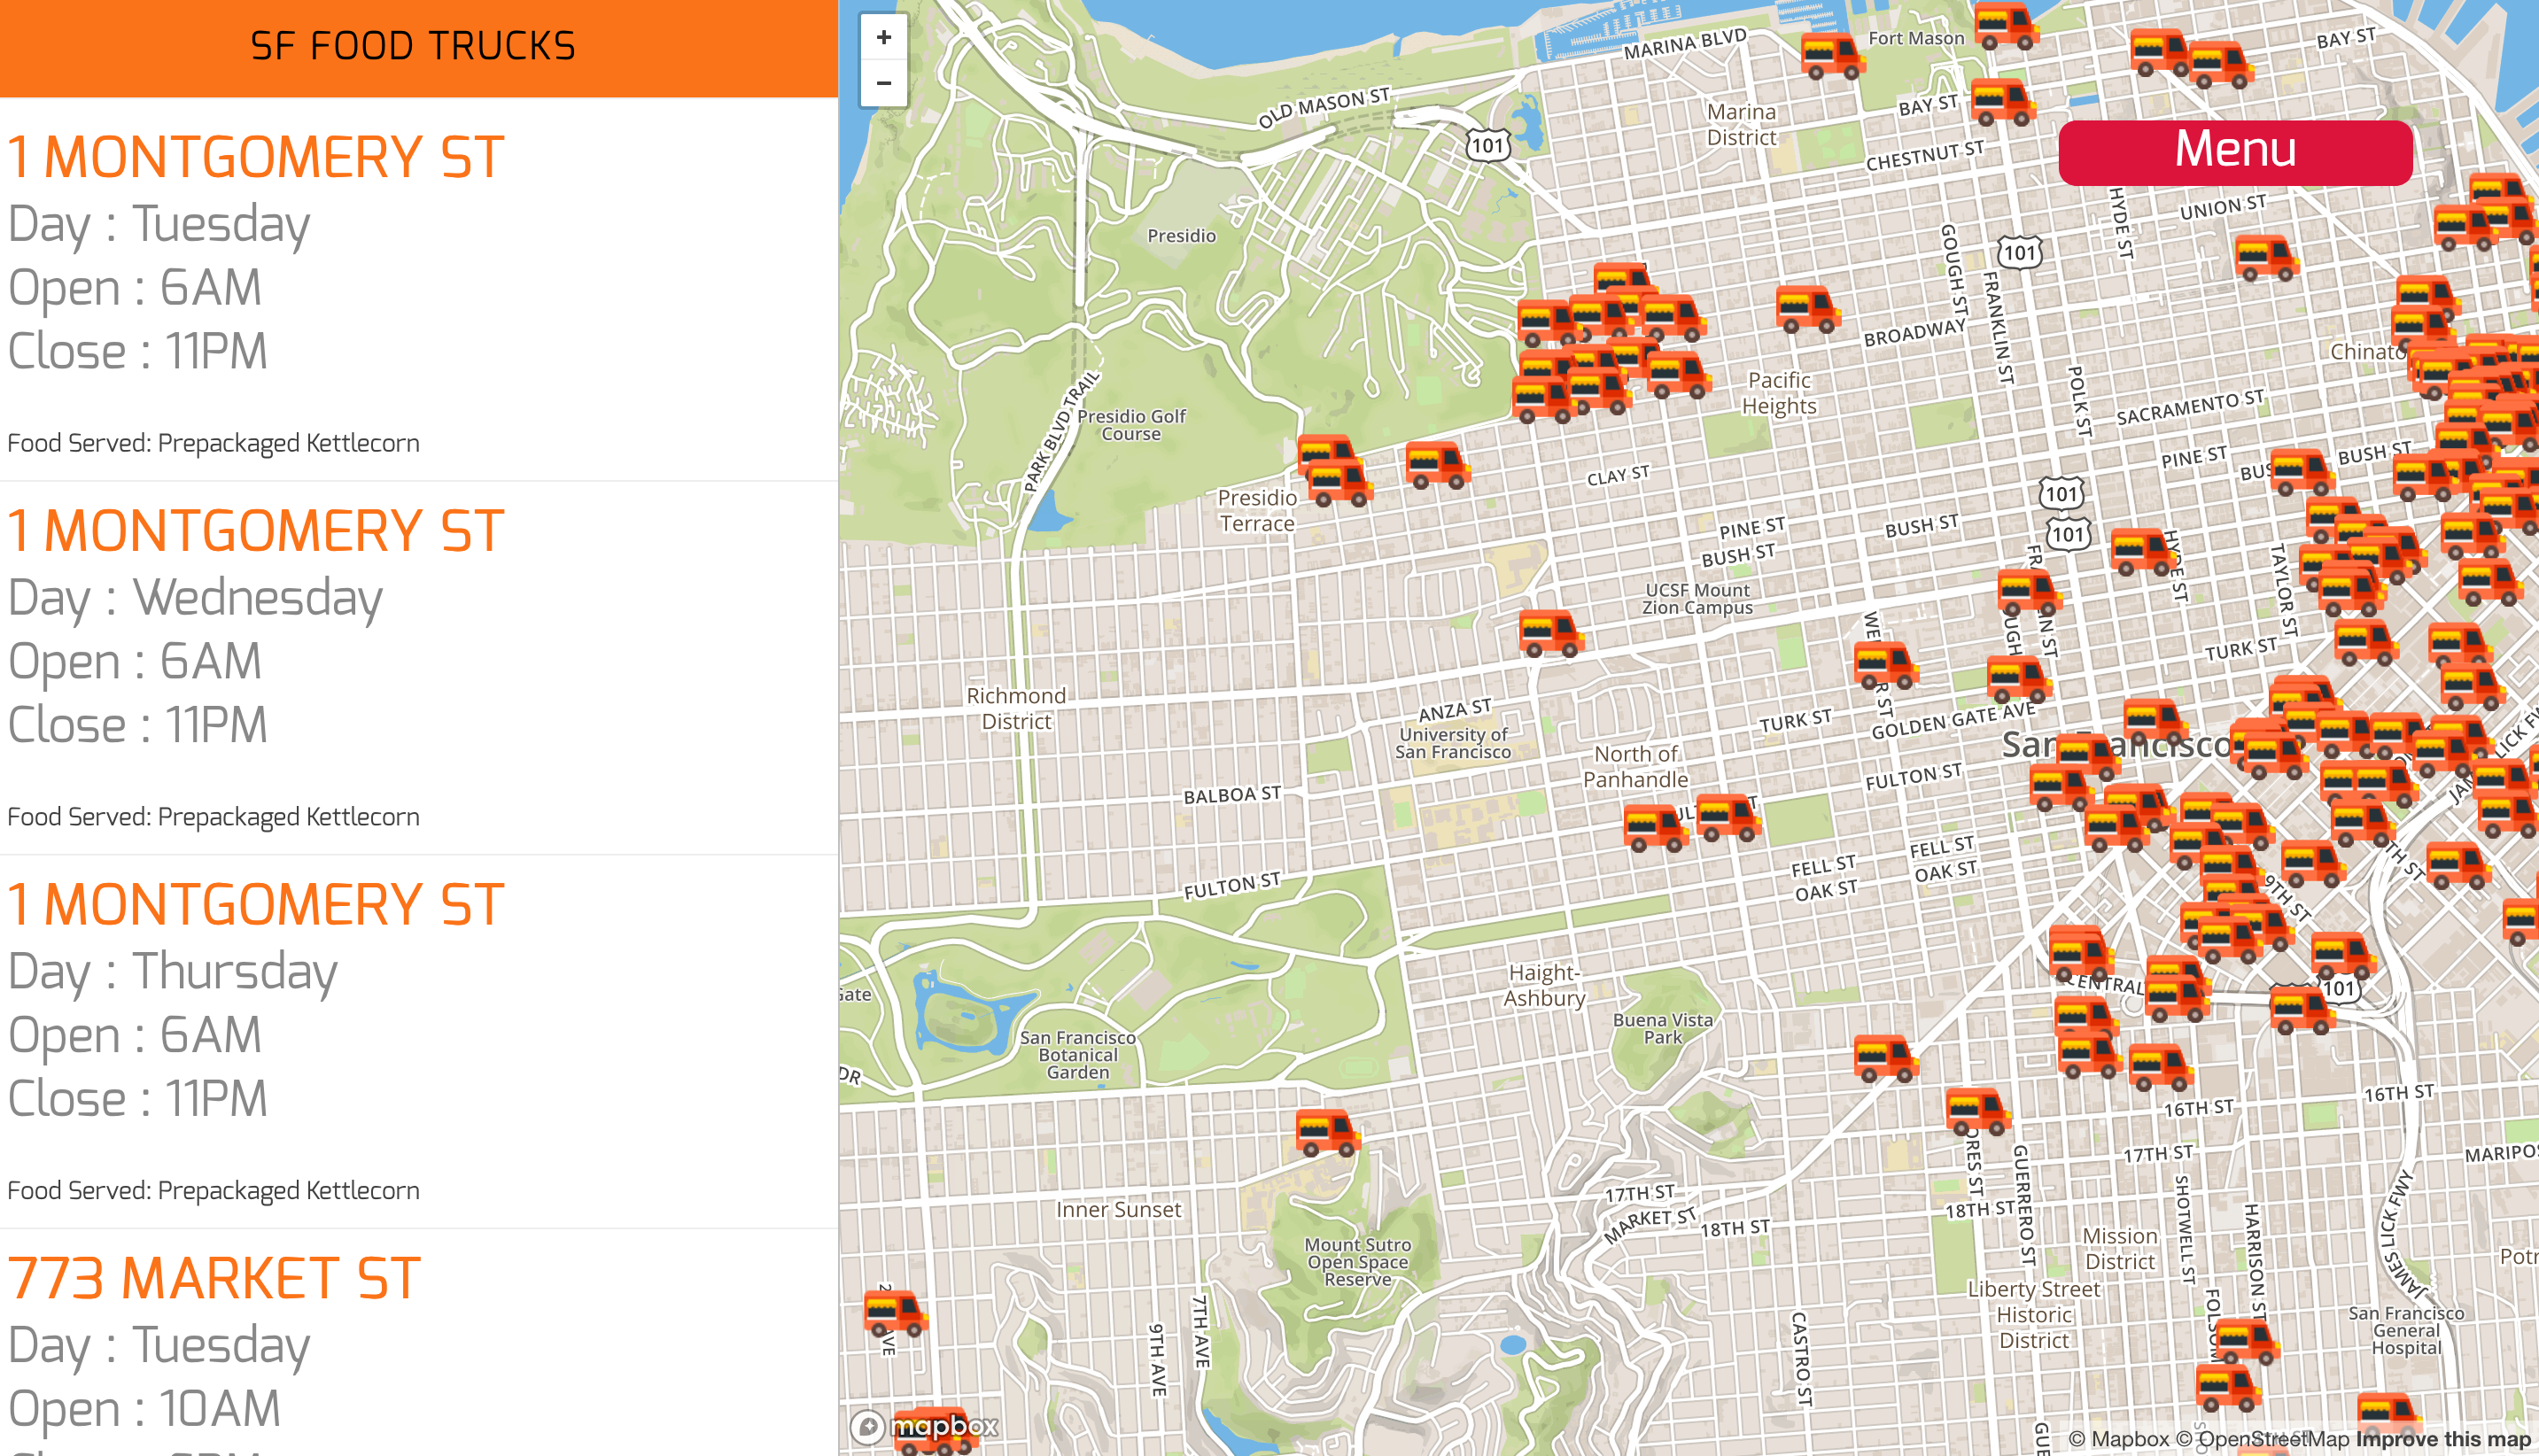 SF FOOD TRUCKS
1 MONTGOMERY ST
Day : Tuesday
Open : 6AM
Close : 11PM
Food Served: Prepackaged Kettlecorn
1 MONTGOMERY ST
Day : Wednesday
Open : 6AM
Close : 11PM
Food Served: Prepackaged Kettlecorn
1 MONTGOMERY ST
Day : Thursday
Open : 6AM
Close : 11PM
Food Served: Prepackaged Kettlecorn
773 MARKET ST
Day : Tuesday
Open : 10AM
+
−
Menu
MARINA BLVD
Fort Mason
BAY ST
OLD MASON ST
Marina
District
BAY ST
101
CHESTNUT ST
HYDE ST
UNION ST
Presidio
GOUGH ST
101
FRANKLIN ST
BROADWAY
Pacific
Heights
POLK ST
SACRAMENTO ST
PARK BLVD TRAIL
Presidio Golf
Course
CLAY ST
PINE ST
BUSH ST
Presidio
Terrace
101
101
PINE ST
BUSH ST
BUSH ST
TAYLOR ST
UCSF Mount
Zion Campus
TURK ST
Richmond
District
ANZA ST
University of
San Francisco
TURK ST
GOLDEN GATE AVE
San Francisco
North of
Panhandle
FULTON ST
BALBOA ST
FELL ST
OAK ST
FELL ST
OAK ST
FULTON ST
9TH ST
Haight-
Ashbury
CENTRAL
101
Buena Vista
Park
San Francisco
Botanical
Garden
DR
16TH ST
16TH ST
17TH ST
GUERRERO ST
Inner Sunset
17TH ST
MARKET ST
18TH ST
18TH ST
SHOTWELL ST
HARRISON ST
JAMES LICK FWY
Mission
District
Mount Sutro
Open Space
Reserve
Liberty Street
Historic
District
San Francisco
General
Hospital
AVE
9TH AVE
7TH AVE
CASTRO ST
mapbox
© Mapbox © OpenStreetMap Improve this map